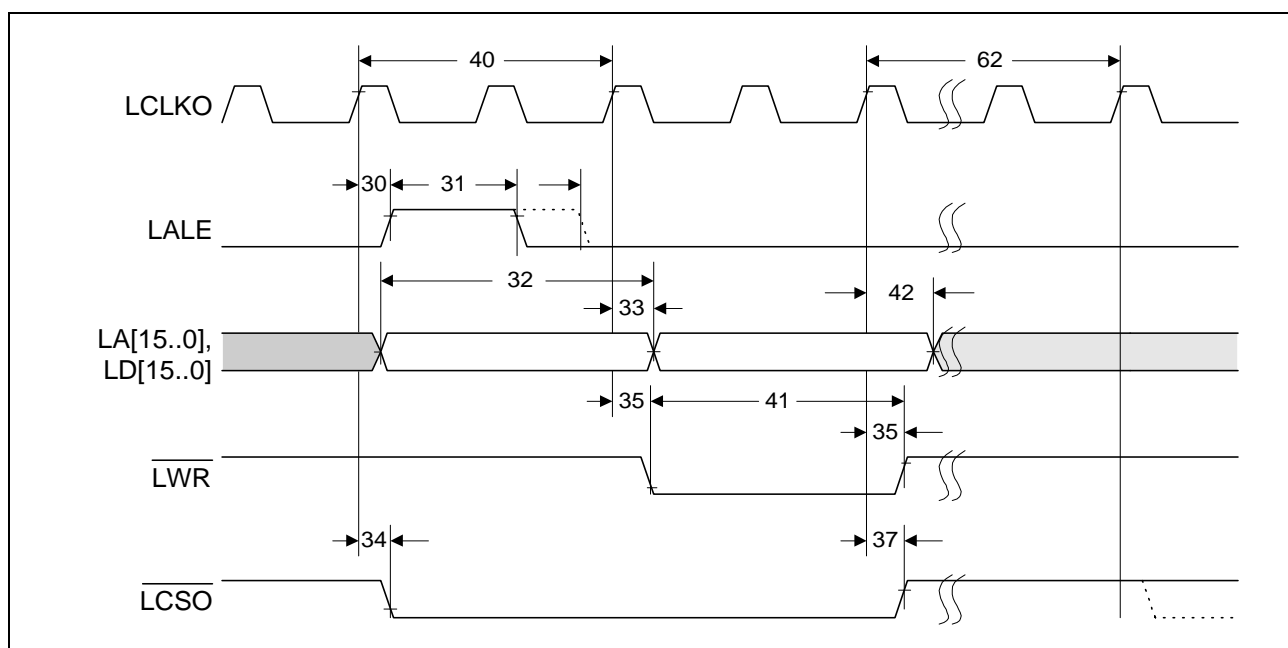 40 62
LCLKO
30 31
LALE
32
33 42
LA[15..0],
LD[15..0]
35 41
35
LWR
34 37
LCSO